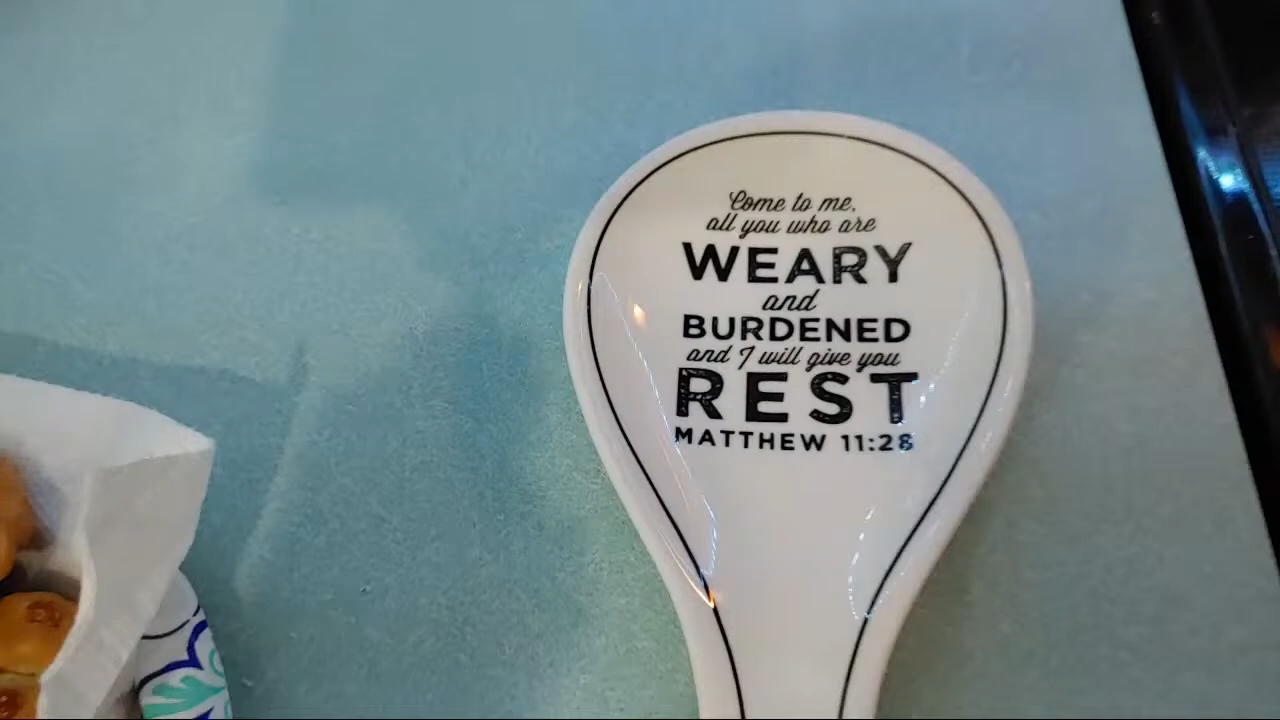 Come to me,
all you who are
WEARY
and
BURDENED
and I will give you
REST
MATTHEW 11:28